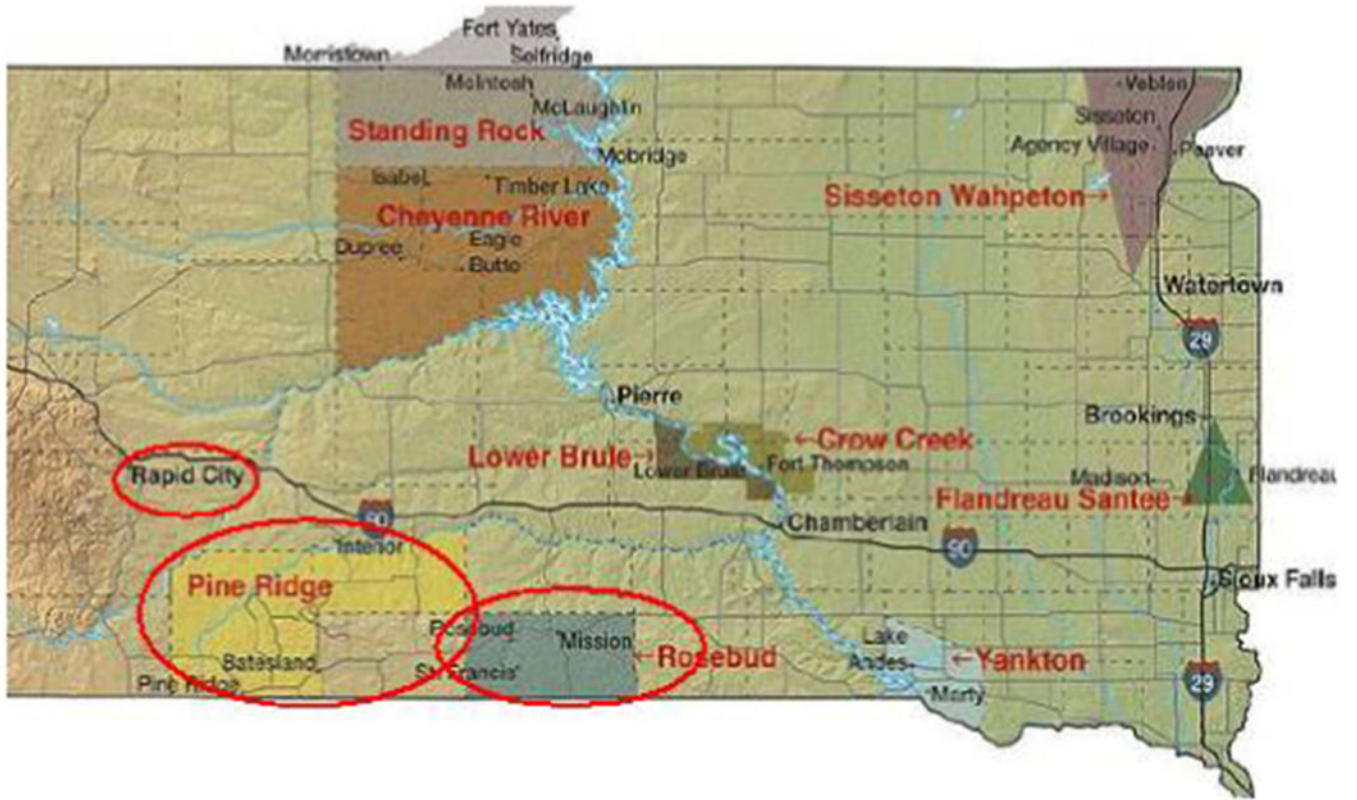 Fort Yates
Morristown
Selfridge
McIntosh
McLaughlin
Standing Rock
Mobridge
Isabel
Timber Lake
Cheyenne River
Dupree
Eagle
Butte
Veblen
Sisseton
Agency Village
Peever
Sisseton Wahpeton→
Watertown
29
Pierre
Brookings
←Crow Creek
Lower Brule→
Lower Brule
Fort Thompson
Rapid City
Madison
Flandreau
Flandreau Santee
90
Chamberlain
90
Interior
Sioux Falls
Pine Ridge
Rosebud
Mission
←Rosebud
Lake
Andes
←Yankton
Batesland
St. Francis
Pine Ridge
Marty
29